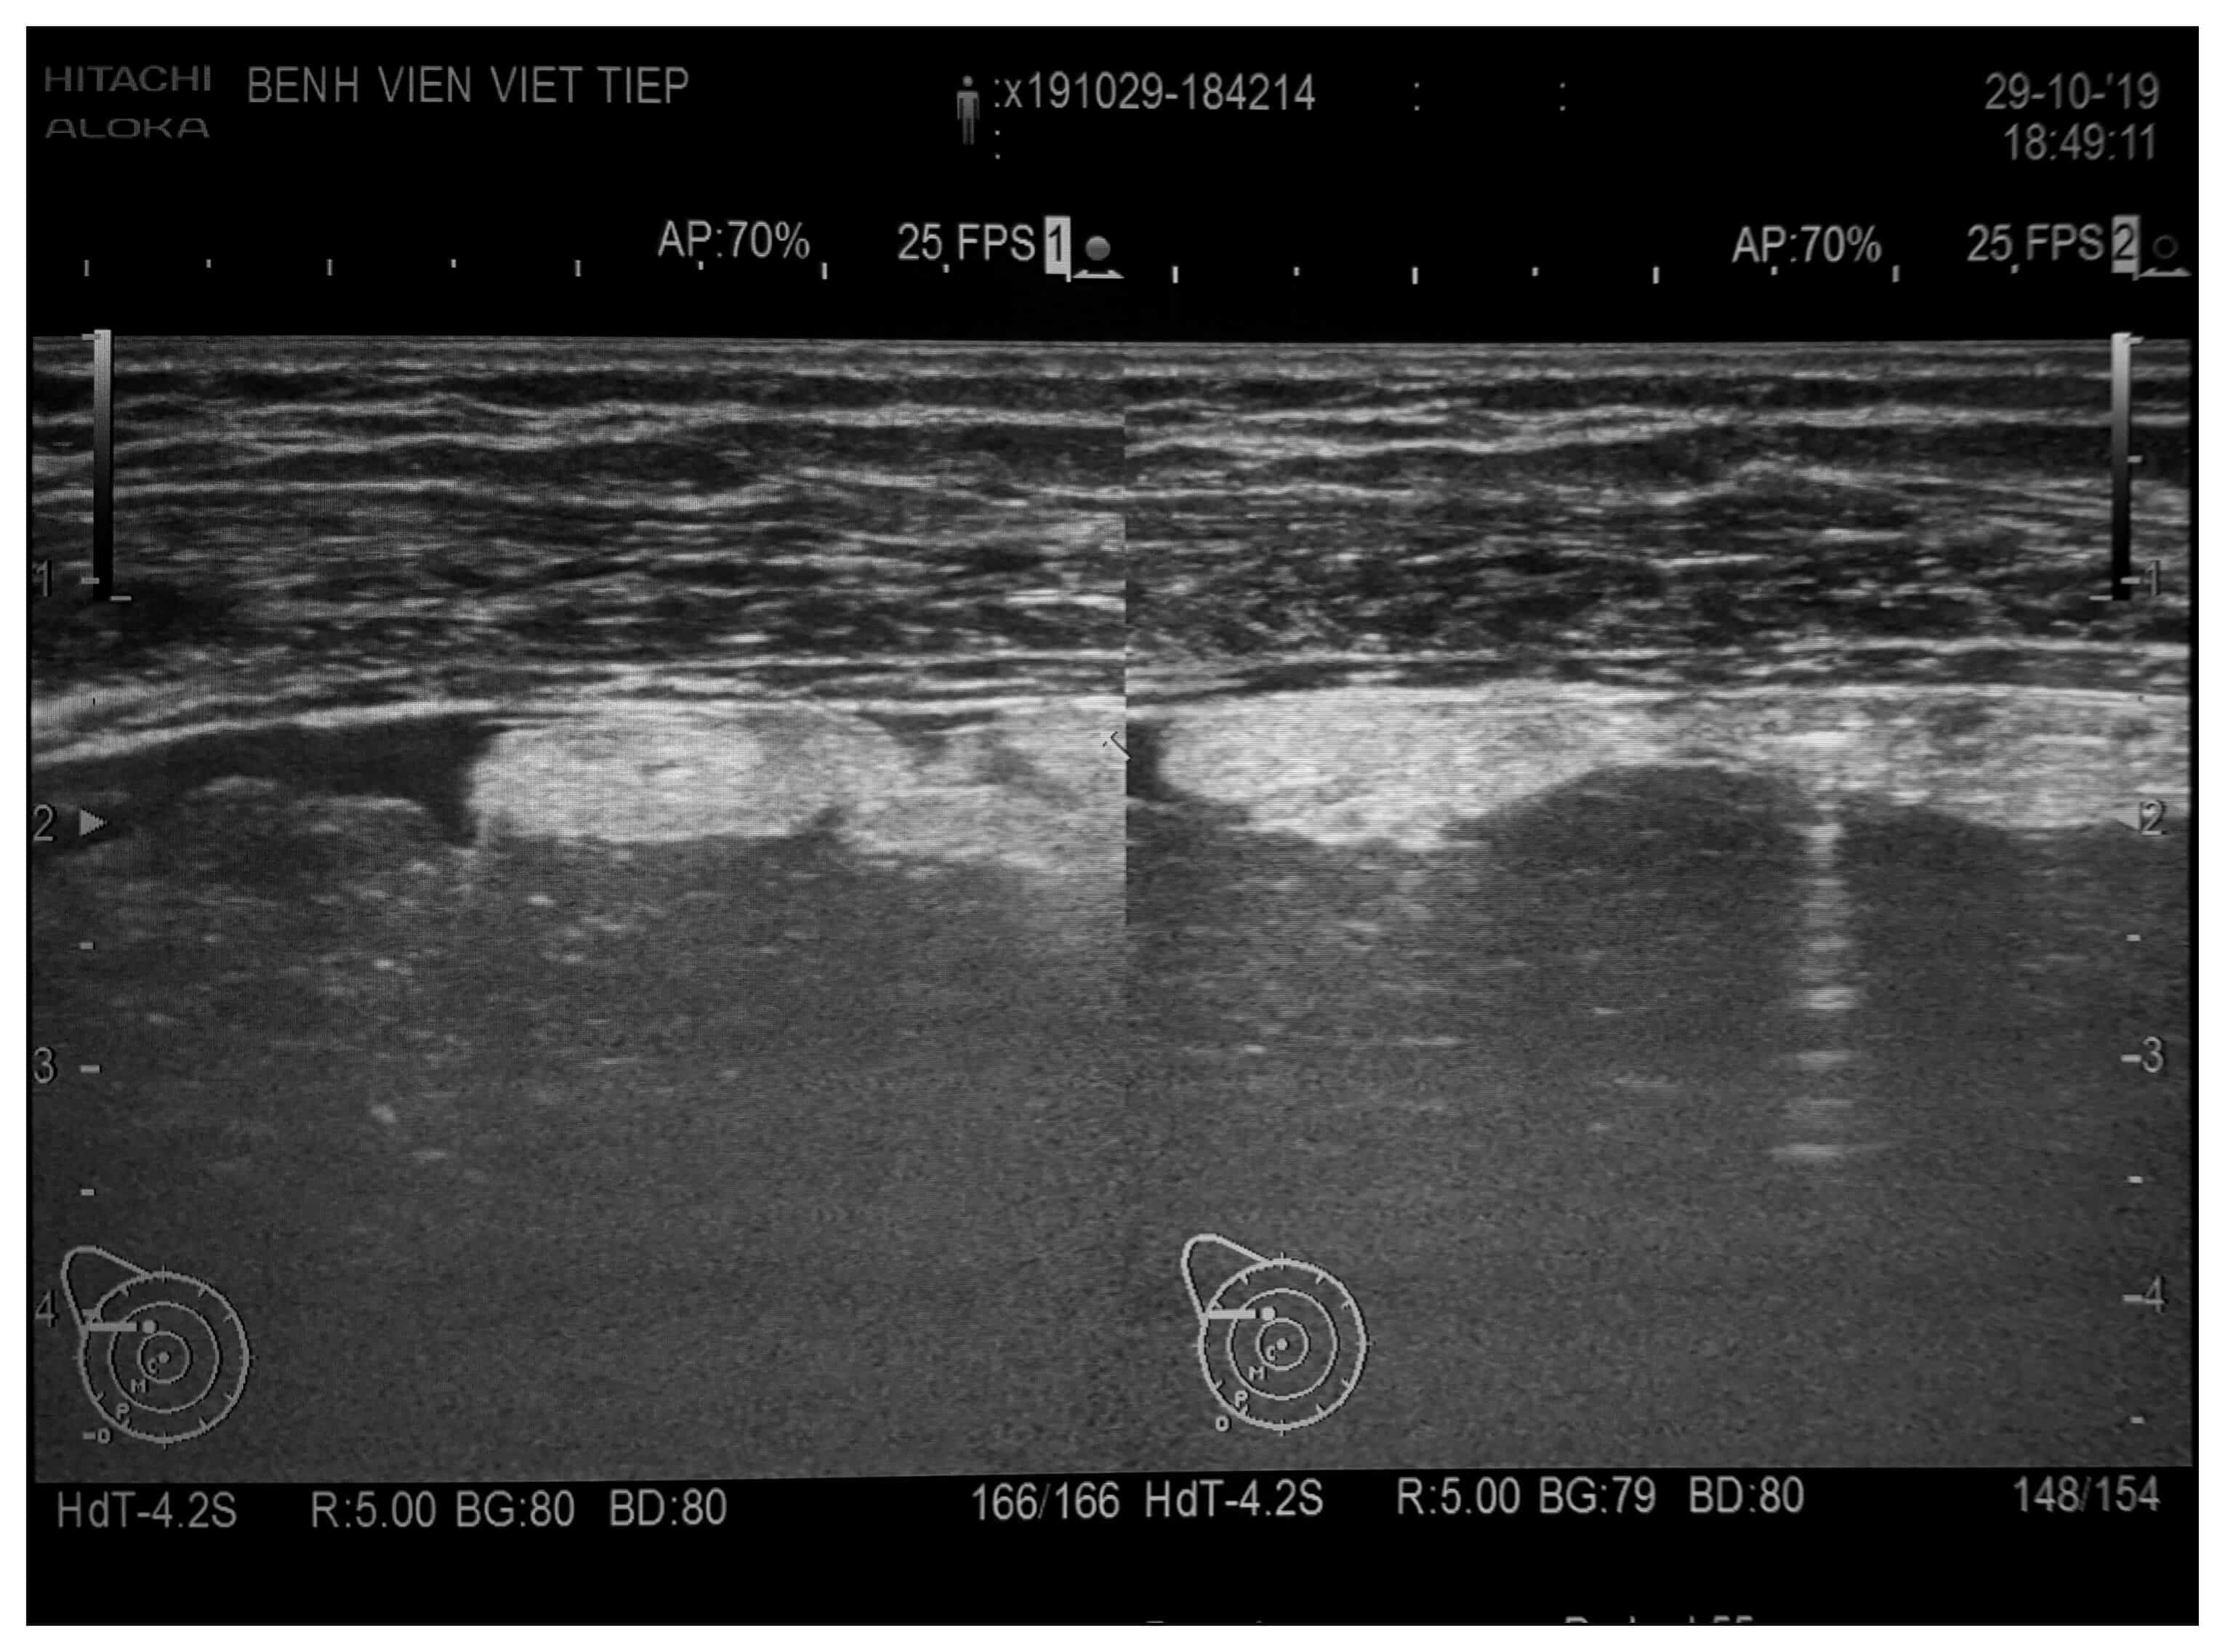 HITACHI ALOKA
BENH VIEN VIET TIEP
:x191029-184214 : :
:
29-10-'19
18:49:11
AP:70% 25 FPS 1
AP:70% 25 FPS 2
1
2
3
4
1
2
3
4
C
M
P
O
C
M
P
O
HdT-4.2S R:5.00 BG:80 BD:80 166/166
HdT-4.2S R:5.00 BG:79 BD:80 148/154